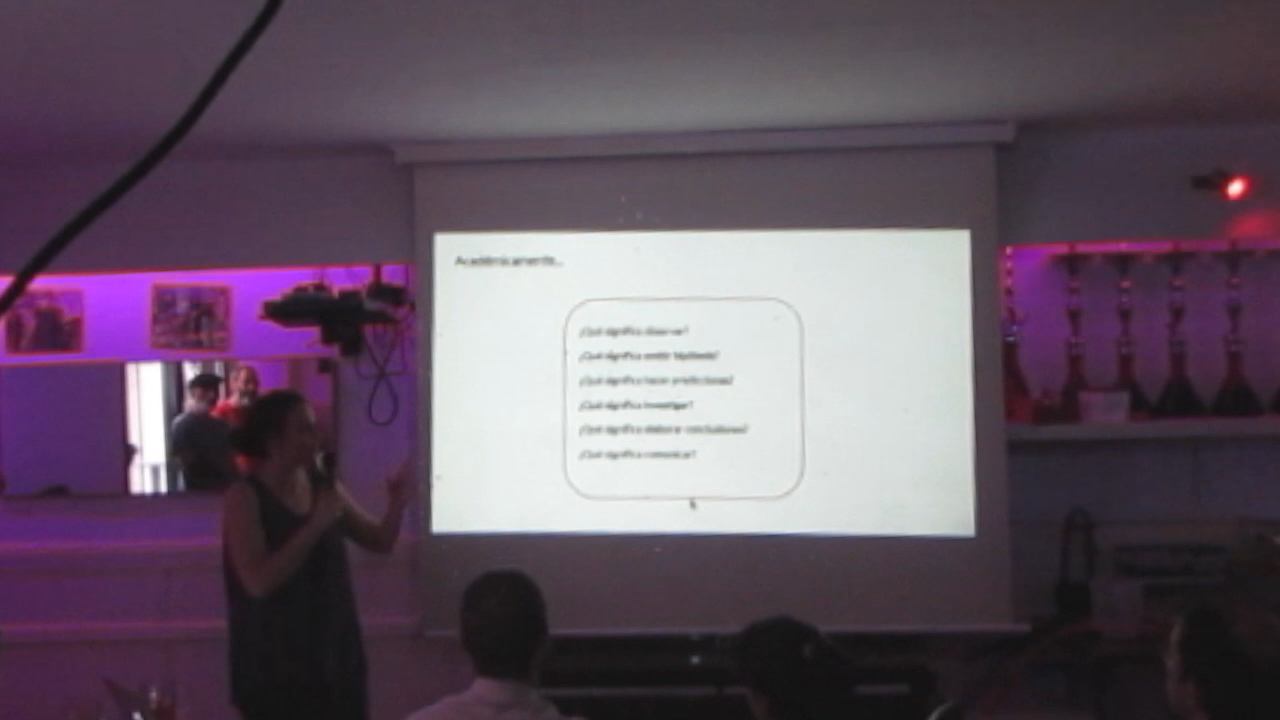 Académicamente...
¿Qué significa observar?
¿Qué significa emitir hipótesis?
¿Qué significa hacer predicciones?
¿Qué significa investigar?
¿Qué significa elaborar conclusiones?
¿Qué significa comunicar?